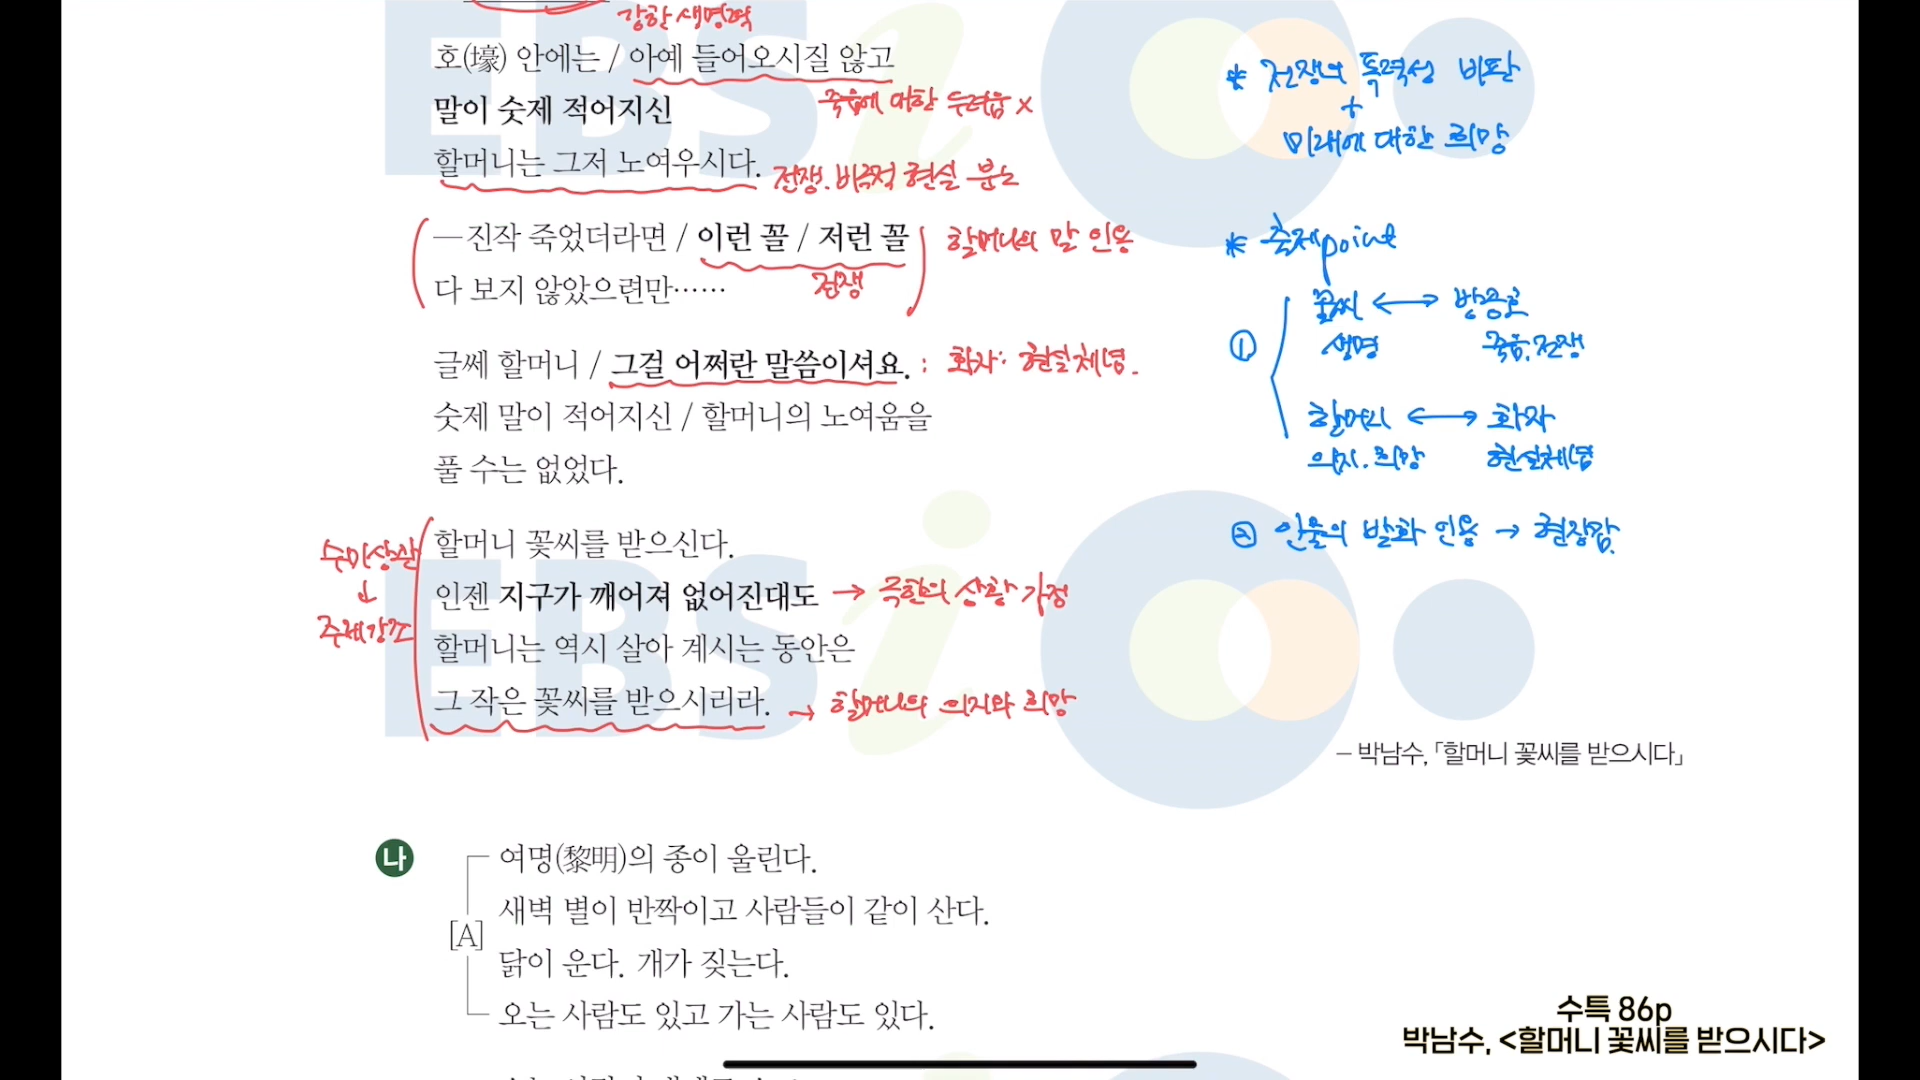 강한 생명력
호(壕) 안에는 / 아예 들어오시질 않고
죽음에 대한 두려움 ×
말이 숫제 적어지신
할머니는 그저 노여우시다.
전쟁. 비극적 현실 분노
— 진작 죽었더라면 / 이런 꼴 / 저런 꼴
할머니의 말 인용
다 보지 않았으련만……
전쟁
글쎄 할머니 / 그걸 어쩌란 말씀이셔요. : 화자: 현실체념.
숫제 말이 적어지신 / 할머니의 노여움을
풀 수는 없었다.
수미상관
↓
주제강조
할머니 꽃씨를 받으신다.
인젠 지구가 깨어져 없어진대도 → 극한의 상황 가정
할머니는 역시 살아 계시는 동안은
그 작은 꽃씨를 받으시리라. → 할머니의 의지와 희망
* 전쟁의 폭력성 비판
+
미래에 대한 희망
* 출제point
① 꽃씨 ↔ 방공호
생명 죽음.전쟁
할머니 ↔ 화자
의지.희망 현실체념
② 인물의 발화 인용 → 현장감.
– 박남수, 「할머니 꽃씨를 받으시다」
나
[A]
여명(黎明)의 종이 울린다.
새벽 별이 반짝이고 사람들이 같이 산다.
닭이 운다. 개가 짖는다.
오는 사람도 있고 가는 사람도 있다.
수특 86p
박남수, <할머니 꽃씨를 받으시다>
EBSi
EBSi